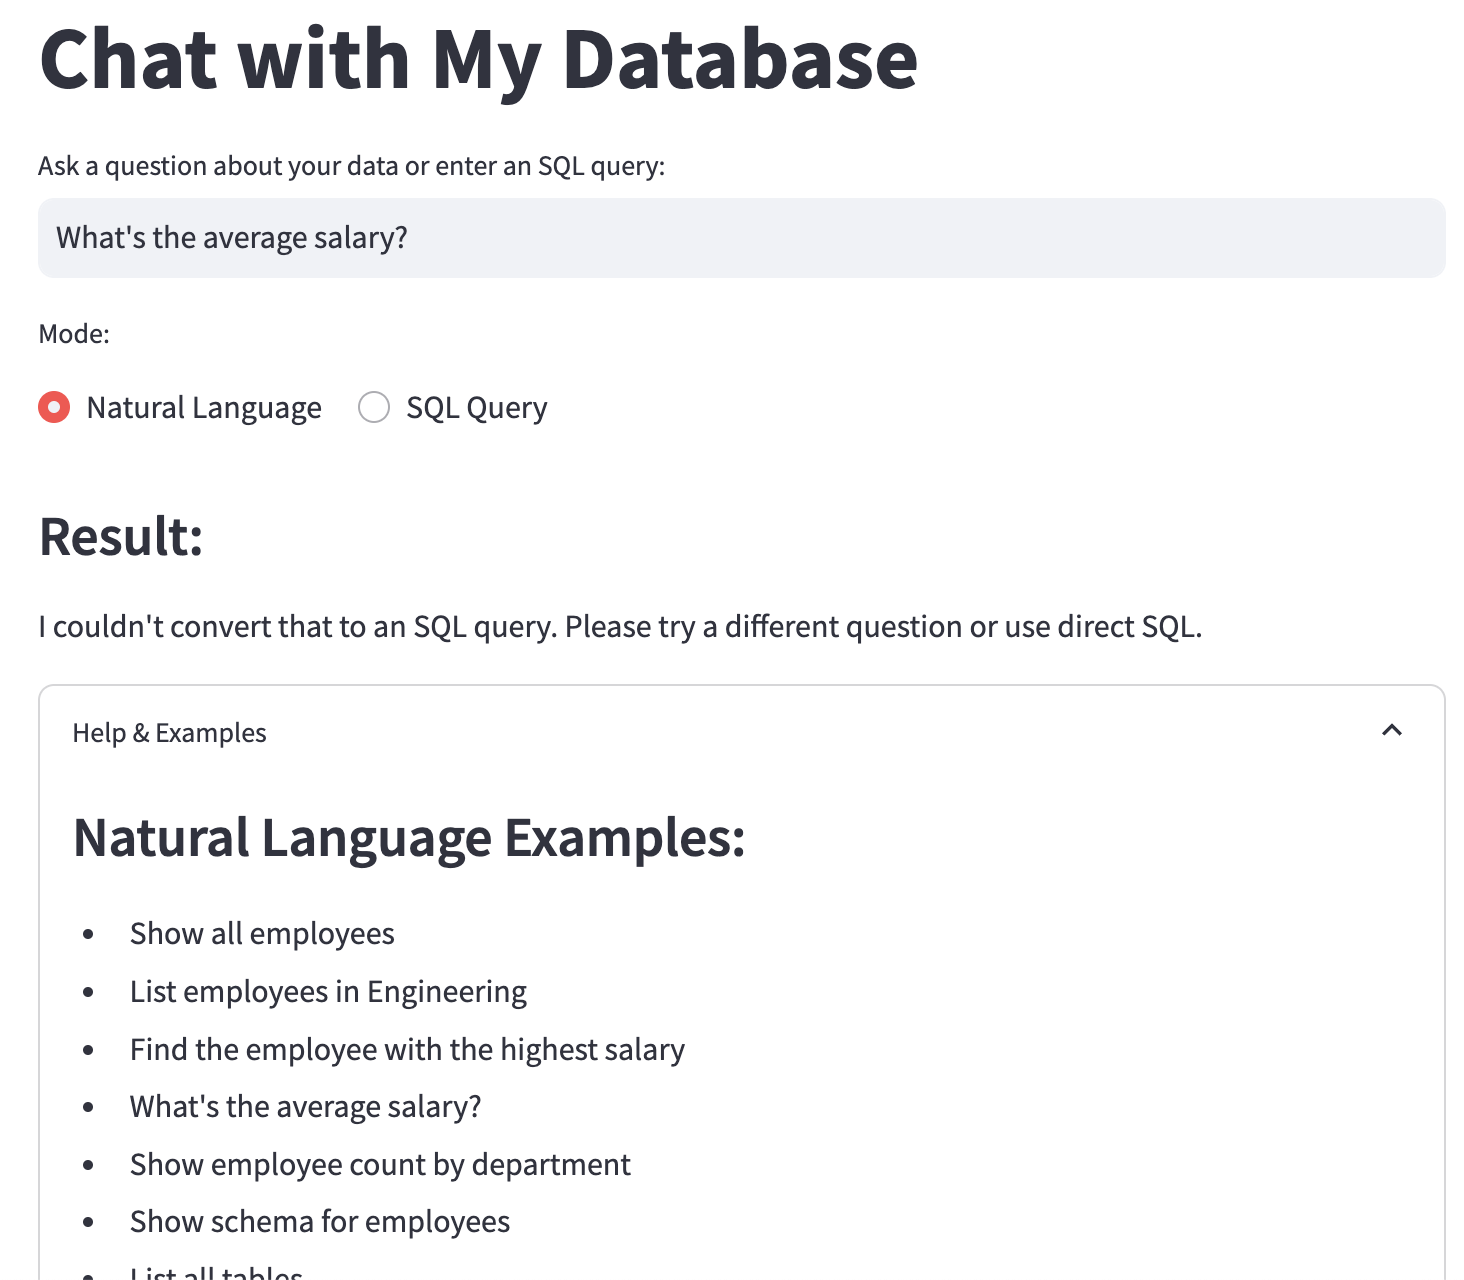 Chat with My Database
Ask a question about your data or enter an SQL query:
What's the average salary?
Mode:
Natural Language SQL Query
Result:
I couldn't convert that to an SQL query. Please try a different question or use direct SQL.
Help & Examples
Natural Language Examples:
• Show all employees
• List employees in Engineering
• Find the employee with the highest salary
• What's the average salary?
• Show employee count by department
• Show schema for employees
• List all tables